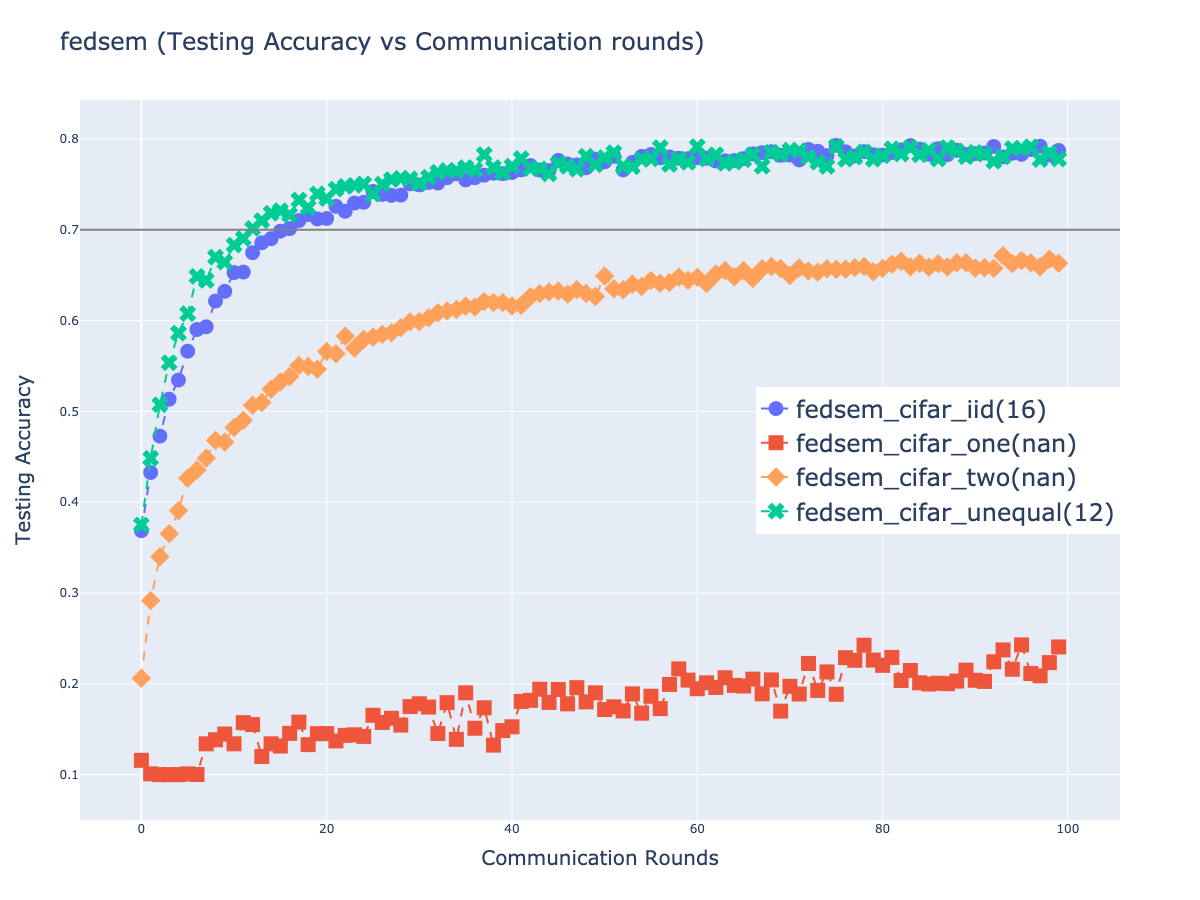 fedsem (Testing Accuracy vs Communication rounds)
0.8
0.7
0.6
0.5
0.4
0.3
0.2
0.1
Testing Accuracy
fedsem_cifar_iid(16)
fedsem_cifar_one(nan)
fedsem_cifar_two(nan)
fedsem_cifar_unequal(12)
0 20 40 60 80 100
Communication Rounds